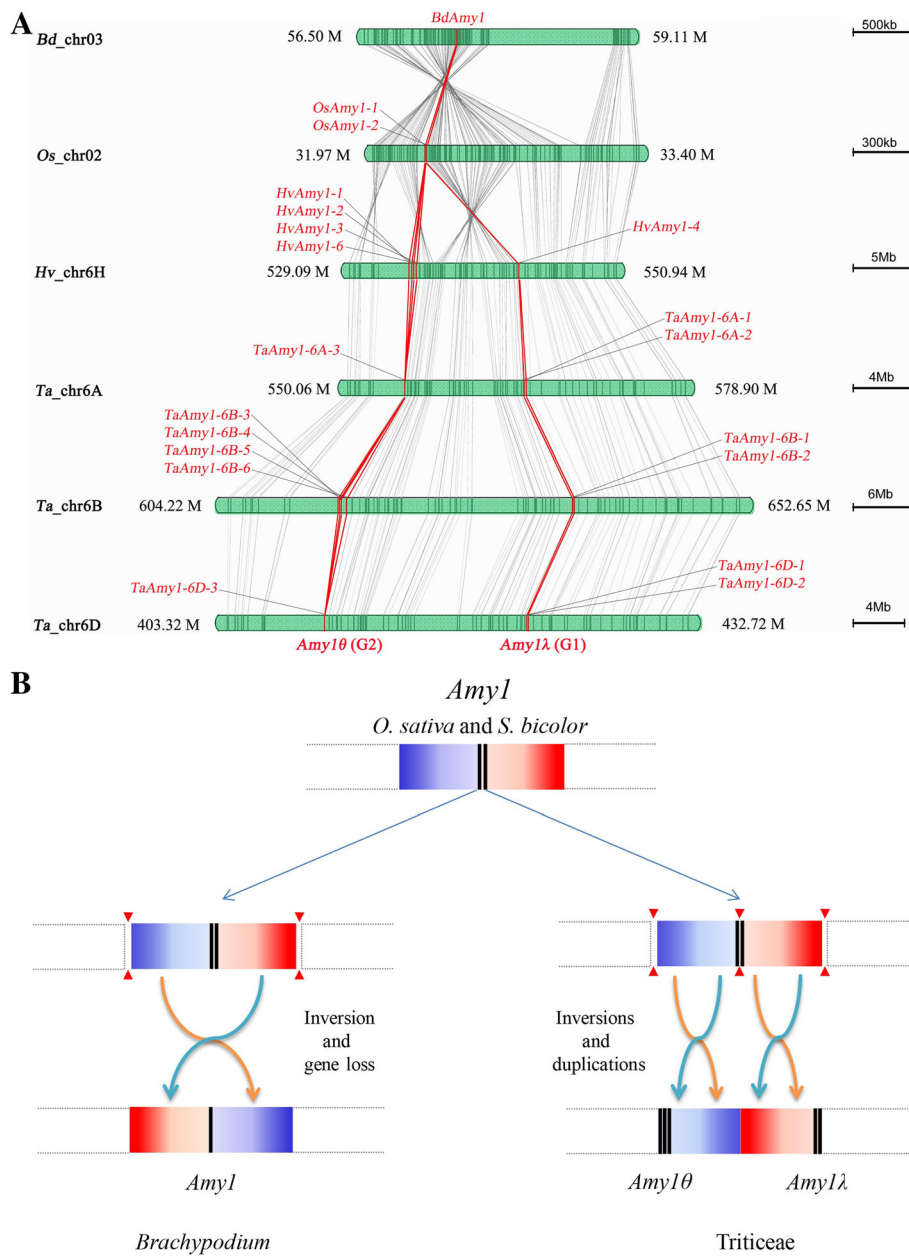 A
BdAmy1
500kb
Bd_chr03
56.50 M
59.11 M
OsAmy1-1
OsAmy1-2
300kb
Os_chr02
31.97 M
33.40 M
HvAmy1-1
HvAmy1-2
HvAmy1-3
HvAmy1-6
HvAmy1-4
5Mb
Hv_chr6H
529.09 M
550.94 M
TaAmy1-6A-1
TaAmy1-6A-2
TaAmy1-6A-3
4Mb
Ta_chr6A
550.06 M
578.90 M
TaAmy1-6B-3
TaAmy1-6B-4
TaAmy1-6B-5
TaAmy1-6B-6
TaAmy1-6B-1
TaAmy1-6B-2
6Mb
Ta_chr6B
604.22 M
652.65 M
TaAmy1-6D-1
TaAmy1-6D-2
TaAmy1-6D-3
4Mb
Ta_chr6D
403.32 M
432.72 M
Amy1θ (G2)
Amy1λ (G1)
B
Amy1
O. sativa and S. bicolor
Inversion
and
gene loss
Inversions
and
duplications
Amy1
Amy1θ
Amy1λ
Brachypodium
Triticeae